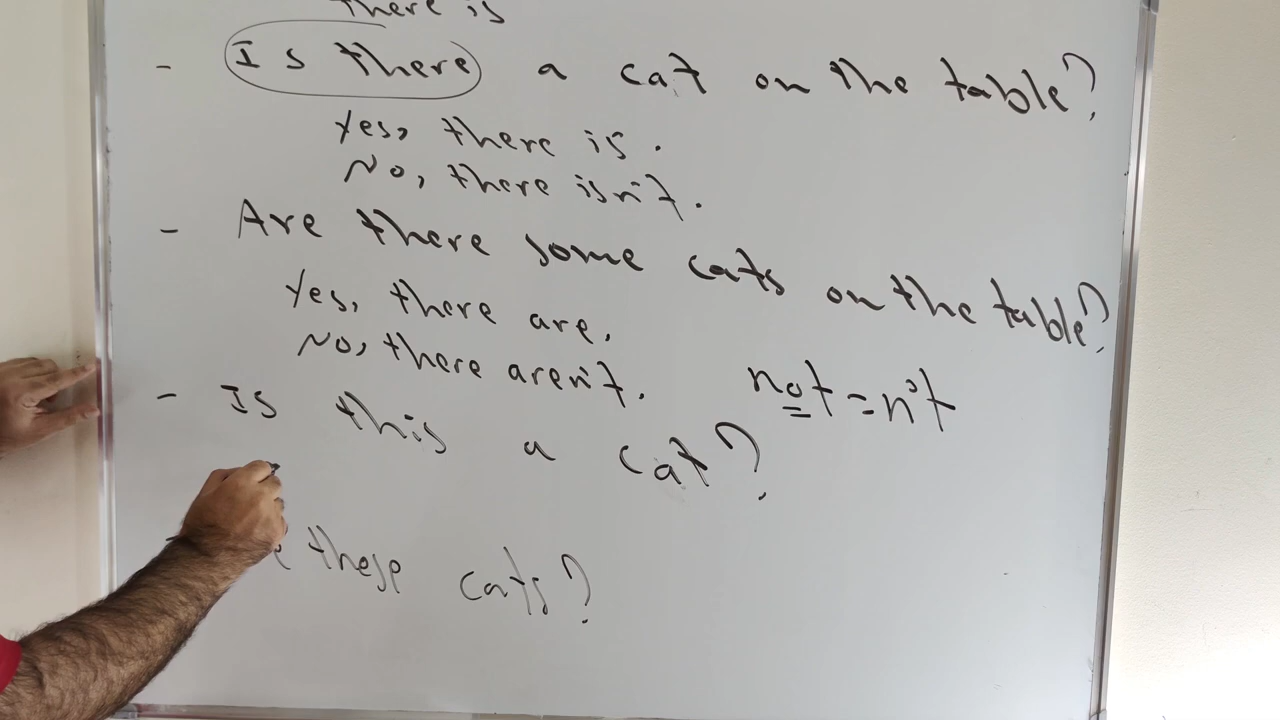 there is
- Is there a cat on the table?
Yes, there is.
No, there isn't.
- Are there some cats on the table?
Yes, there are.
No, there aren't.
not = n't
- Is this a cat?
these cats?